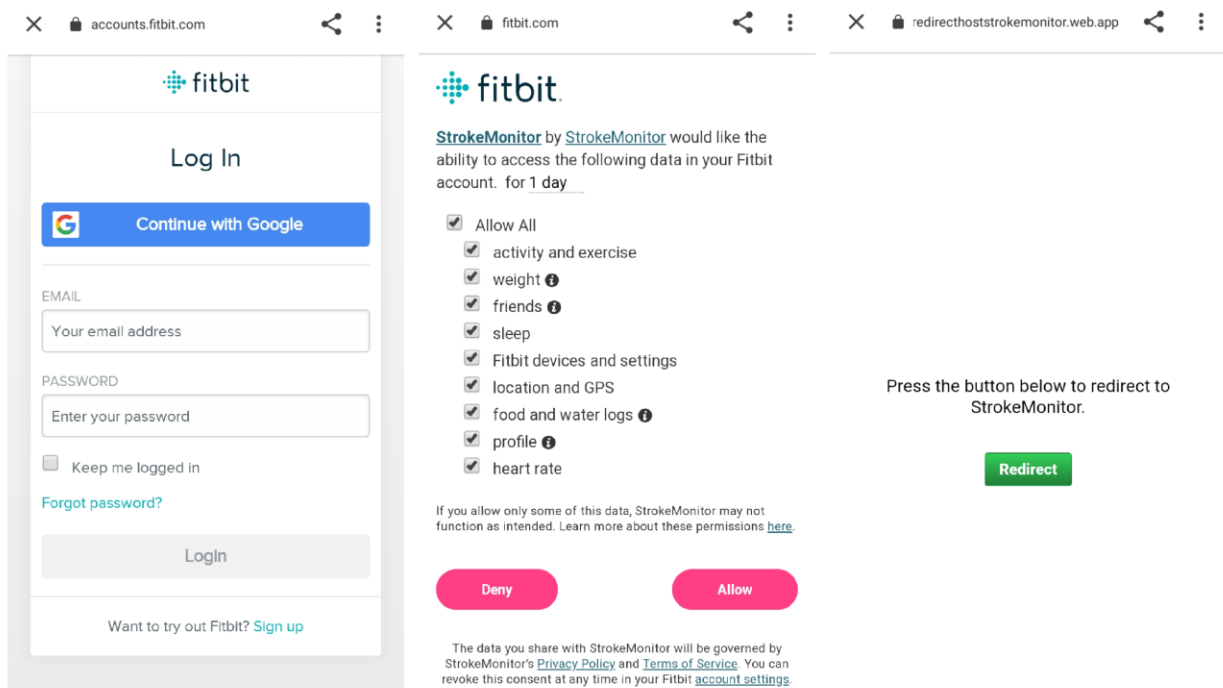 accounts.fitbit.com
fitbit
Log In
Continue with Google
EMAIL
Your email address
PASSWORD
Enter your password
Keep me logged in
Forgot password?
Login
Want to try out Fitbit? Sign up
fitbit.com
fitbit.
StrokeMonitor by StrokeMonitor would like the
ability to access the following data in your Fitbit
account. for 1 day
Allow All
activity and exercise
weight
friends
sleep
Fitbit devices and settings
location and GPS
food and water logs
profile
heart rate
If you allow only some of this data, StrokeMonitor may not
function as intended. Learn more about these permissions here.
Deny
Allow
The data you share with StrokeMonitor will be governed by
StrokeMonitor's Privacy Policy and Terms of Service. You can
revoke this consent at any time in your Fitbit account settings.
redirecthoststrokemonitor.web.app
Press the button below to redirect to
StrokeMonitor.
Redirect